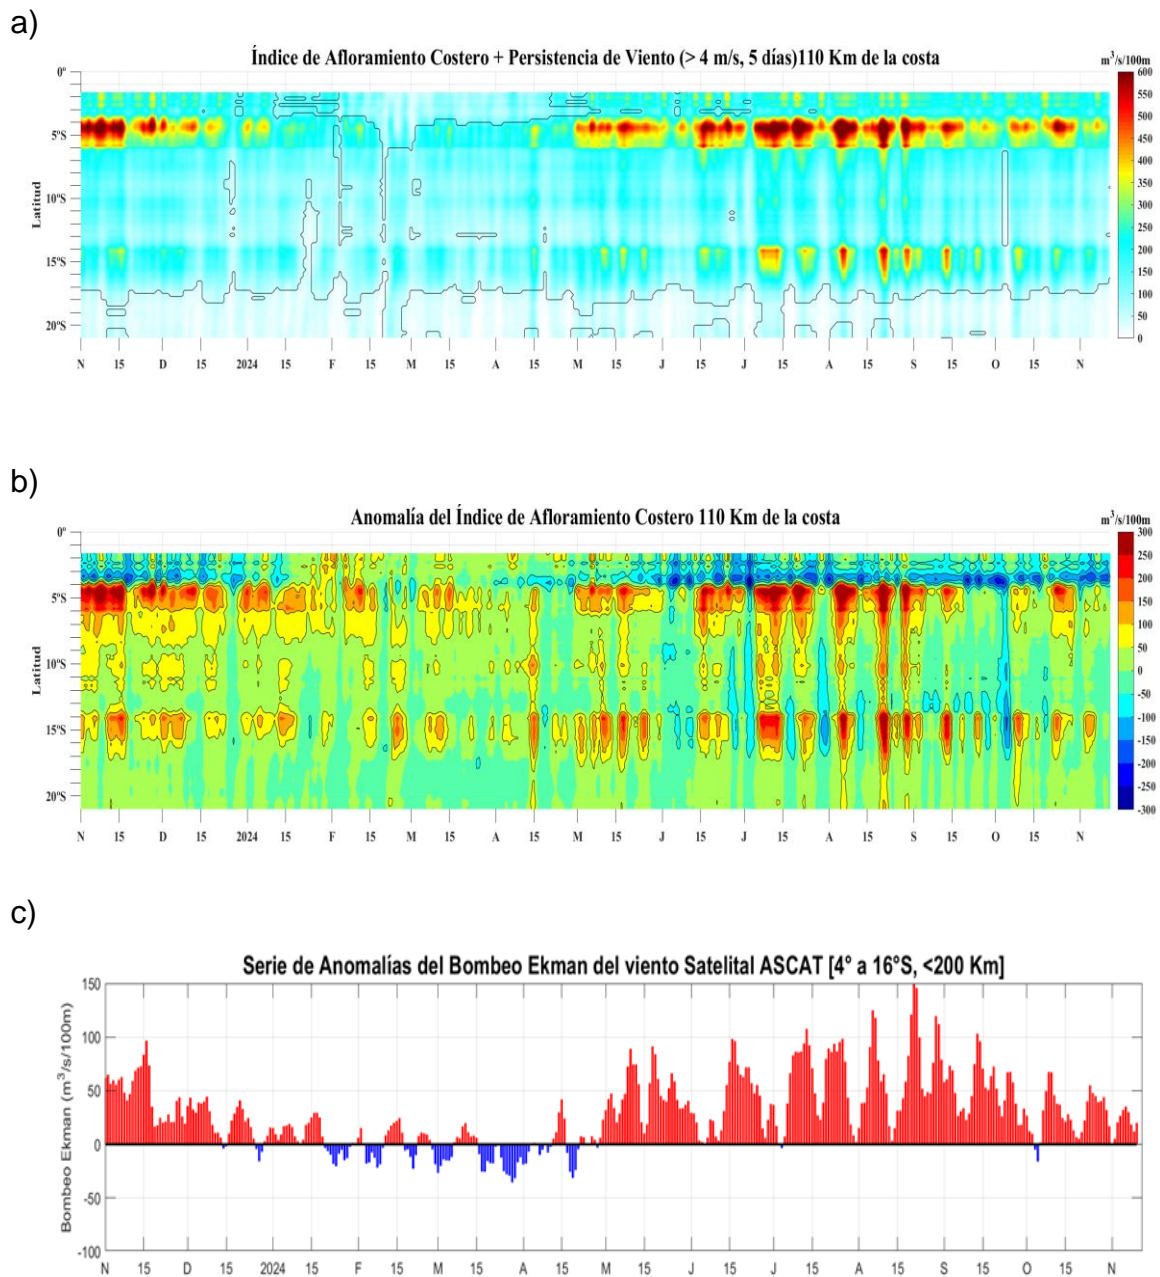 a)
Índice de Afloramiento Costero + Persistencia de Viento (> 4 m/s, 5 días)110 Km de la costa
m³/s/100m
0°
5°S
10°S
15°S
20°S
Latitud
600
550
500
450
400
350
300
250
200
150
100
50
0
N 15 D 15 2024 15 F 15 M 15 A 15 M 15 J 15 J 15 A 15 S 15 O 15 N
b)
Anomalía del Índice de Afloramiento Costero 110 Km de la costa
m³/s/100m
0°
5°S
10°S
15°S
20°S
Latitud
300
250
200
150
100
50
0
-50
-100
-150
-200
-250
-300
N 15 D 15 2024 15 F 15 M 15 A 15 M 15 J 15 J 15 A 15 S 15 O 15 N
c)
Serie de Anomalías del Bombeo Ekman del viento Satelital ASCAT [4° a 16°S, <200 Km]
Bombeo Ekman (m³/s/100m)
150
100
50
0
-50
-100
N 15 D 15 2024 15 F 15 M 15 A 15 M 15 J 15 J 15 A 15 S 15 O 15 N